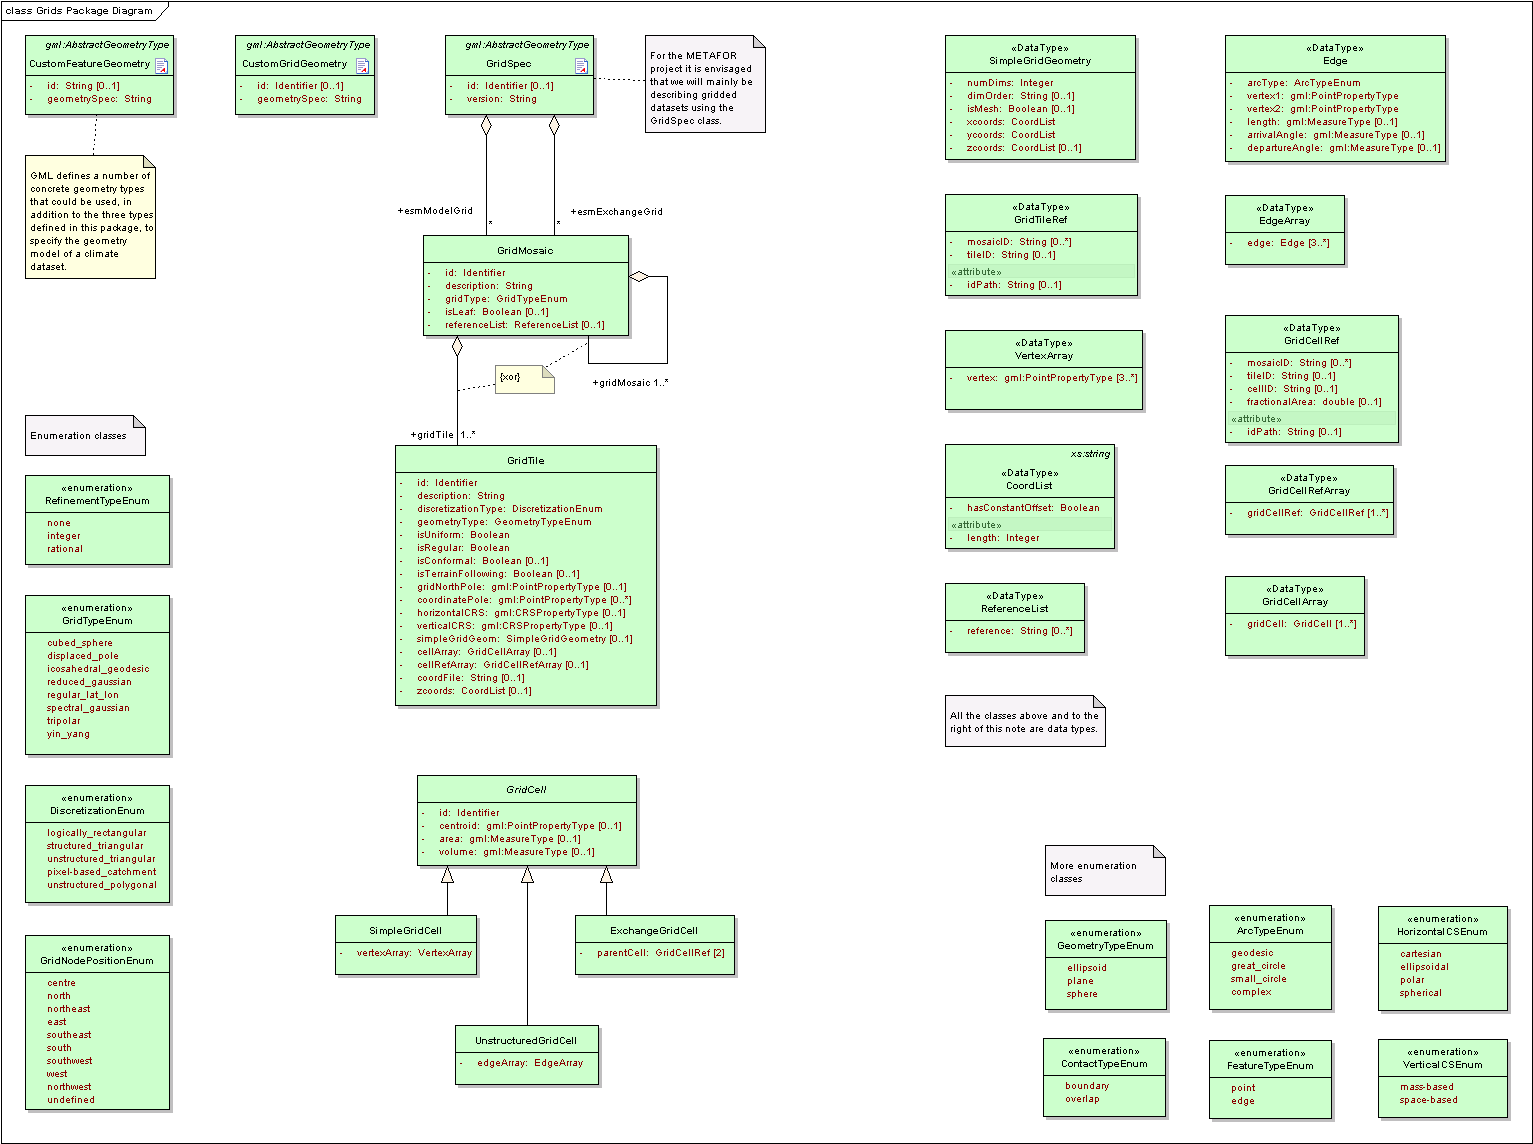 class Grids Package Diagram
gml:AbstractGeometryType
CustomFeatureGeometry
- id: String [0..1]
- geometrySpec: String
gml:AbstractGeometryType
CustomGridGeometry
- id: Identifier [0..1]
- geometrySpec: String
gml:AbstractGeometryType
GridSpec
- id: Identifier [0..1]
- version: String
For the METAFOR
project it is envisaged
that we will mainly be
describing gridded
datasets using the
GridSpec class.
GML defines a number of
concrete geometry types
that could be used, in
addition to the three types
defined in this package, to
specify the geometry
model of a climate
dataset.
+esmModelGrid
*
+esmExchangeGrid
*
GridMosaic
- id: Identifier
- description: String
- gridType: GridTypeEnum
- isLeaf: Boolean [0..1]
- referenceList: ReferenceList [0..1]
{xor}
+gridMosaic 1..*
+gridTile 1..*
GridTile
- id: Identifier
- description: String
- discretizationType: DiscretizationEnum
- geometryType: GeometryTypeEnum
- isUniform: Boolean
- isRegular: Boolean
- isConformal: Boolean [0..1]
- isTerrainFollowing: Boolean [0..1]
- gridNorthPole: gml:PointPropertyType [0..1]
- coordinatePole: gml:PointPropertyType [0..*]
- horizontalCRS: gml:CRSPropertyType [0..1]
- verticalCRS: gml:CRSPropertyType [0..1]
- simpleGridGeom: SimpleGridGeometry [0..1]
- cellArray: GridCellArray [0..1]
- cellRefArray: GridCellRefArray [0..1]
- coordFile: String [0..1]
- zcoords: CoordList [0..1]
GridCell
- id: Identifier
- centroid: gml:PointPropertyType [0..1]
- area: gml:MeasureType [0..1]
- volume: gml:MeasureType [0..1]
SimpleGridCell
- vertexArray: VertexArray
ExchangeGridCell
- parentCell: GridCellRef [2]
UnstructuredGridCell
- edgeArray: EdgeArray
Enumeration classes
«enumeration»
RefinementTypeEnum
none
integer
rational
«enumeration»
GridTypeEnum
cubed_sphere
displaced_pole
icosahedral_geodesic
reduced_gaussian
regular_lat_lon
spectral_gaussian
tripolar
yin_yang
«enumeration»
DiscretizationEnum
logically_rectangular
structured_triangular
unstructured_triangular
pixel-based_catchment
unstructured_polygonal
«enumeration»
GridNodePositionEnum
centre
north
northeast
east
southeast
south
southwest
west
northwest
undefined
«DataType»
SimpleGridGeometry
- numDims: Integer
- dimOrder: String [0..1]
- isMesh: Boolean [0..1]
- xcoords: CoordList
- ycoords: CoordList
- zcoords: CoordList [0..1]
«DataType»
GridTileRef
- mosaicID: String [0..*]
- tileID: String [0..1]
«attribute»
- idPath: String [0..1]
«DataType»
VertexArray
- vertex: gml:PointPropertyType [3..*]
xs:string
«DataType»
CoordList
- hasConstantOffset: Boolean
«attribute»
- length: Integer
«DataType»
ReferenceList
- reference: String [0..*]
All the classes above and to the
right of this note are data types.
«DataType»
Edge
- arcType: ArcTypeEnum
- vertex1: gml:PointPropertyType
- vertex2: gml:PointPropertyType
- length: gml:MeasureType [0..1]
- arrivalAngle: gml:MeasureType [0..1]
- departureAngle: gml:MeasureType [0..1]
«DataType»
EdgeArray
- edge: Edge [3..*]
«DataType»
GridCellRef
- mosaicID: String [0..*]
- tileID: String [0..1]
- cellID: String [0..1]
- fractionalArea: double [0..1]
«attribute»
- idPath: String [0..1]
«DataType»
GridCellRefArray
- gridCellRef: GridCellRef [1..*]
«DataType»
GridCellArray
- gridCell: GridCell [1..*]
More enumeration
classes
«enumeration»
GeometryTypeEnum
ellipsoid
plane
sphere
«enumeration»
ArcTypeEnum
geodesic
great_circle
small_circle
complex
«enumeration»
HorizontalCSEnum
cartesian
ellipsoidal
polar
spherical
«enumeration»
ContactTypeEnum
boundary
overlap
«enumeration»
FeatureTypeEnum
point
edge
«enumeration»
VerticalCSEnum
mass-based
space-based